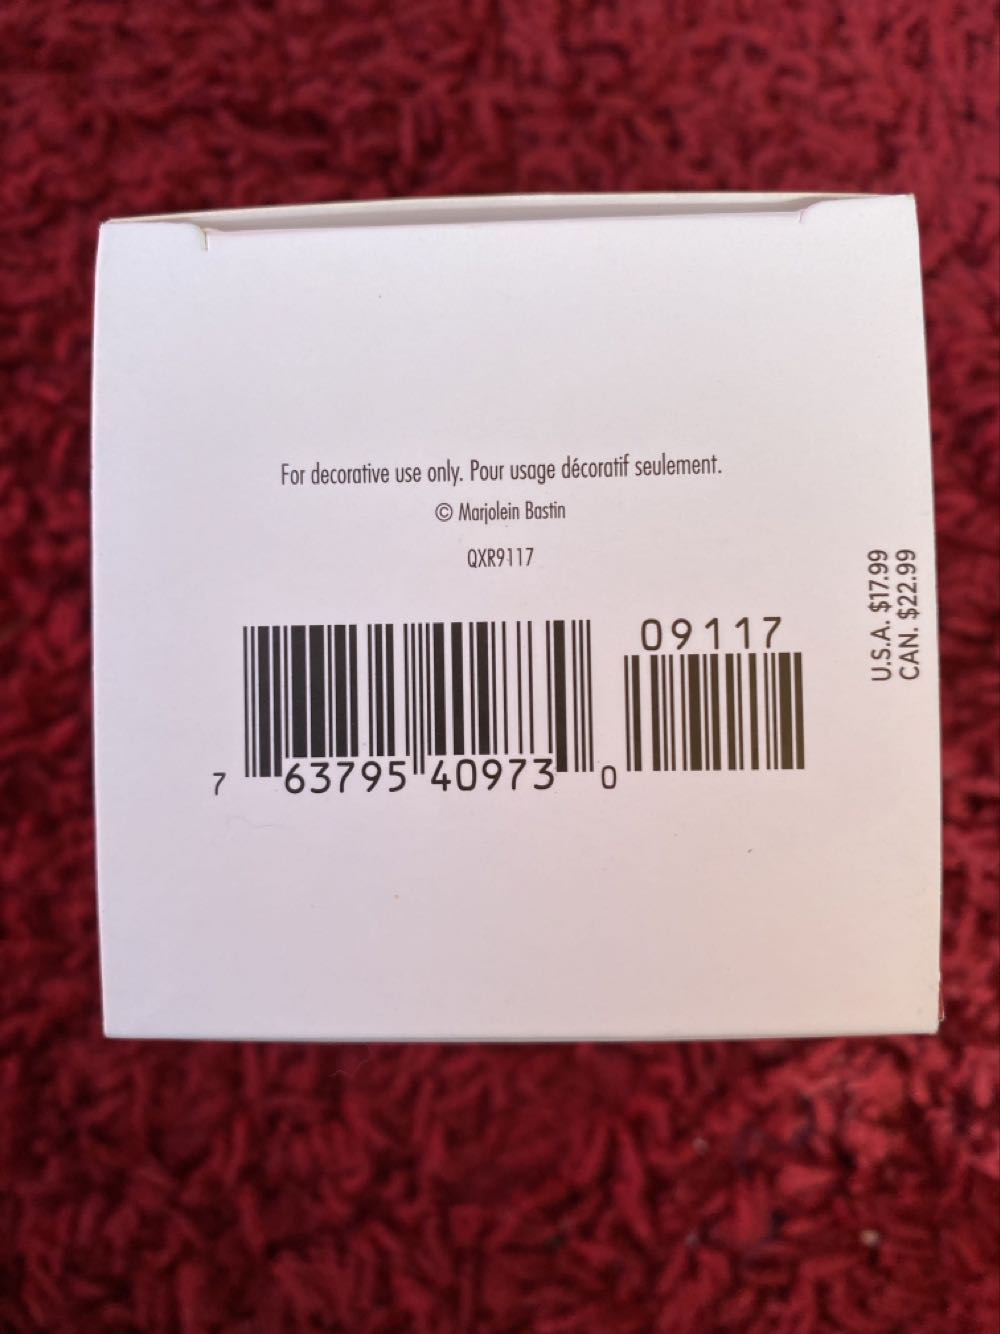 For decorative use only. Pour usage décoratif seulement.
© Marjolein Bastin
QXR9117
09117
7 63795 40973 0
U.S.A. $17.99
CAN. $22.99